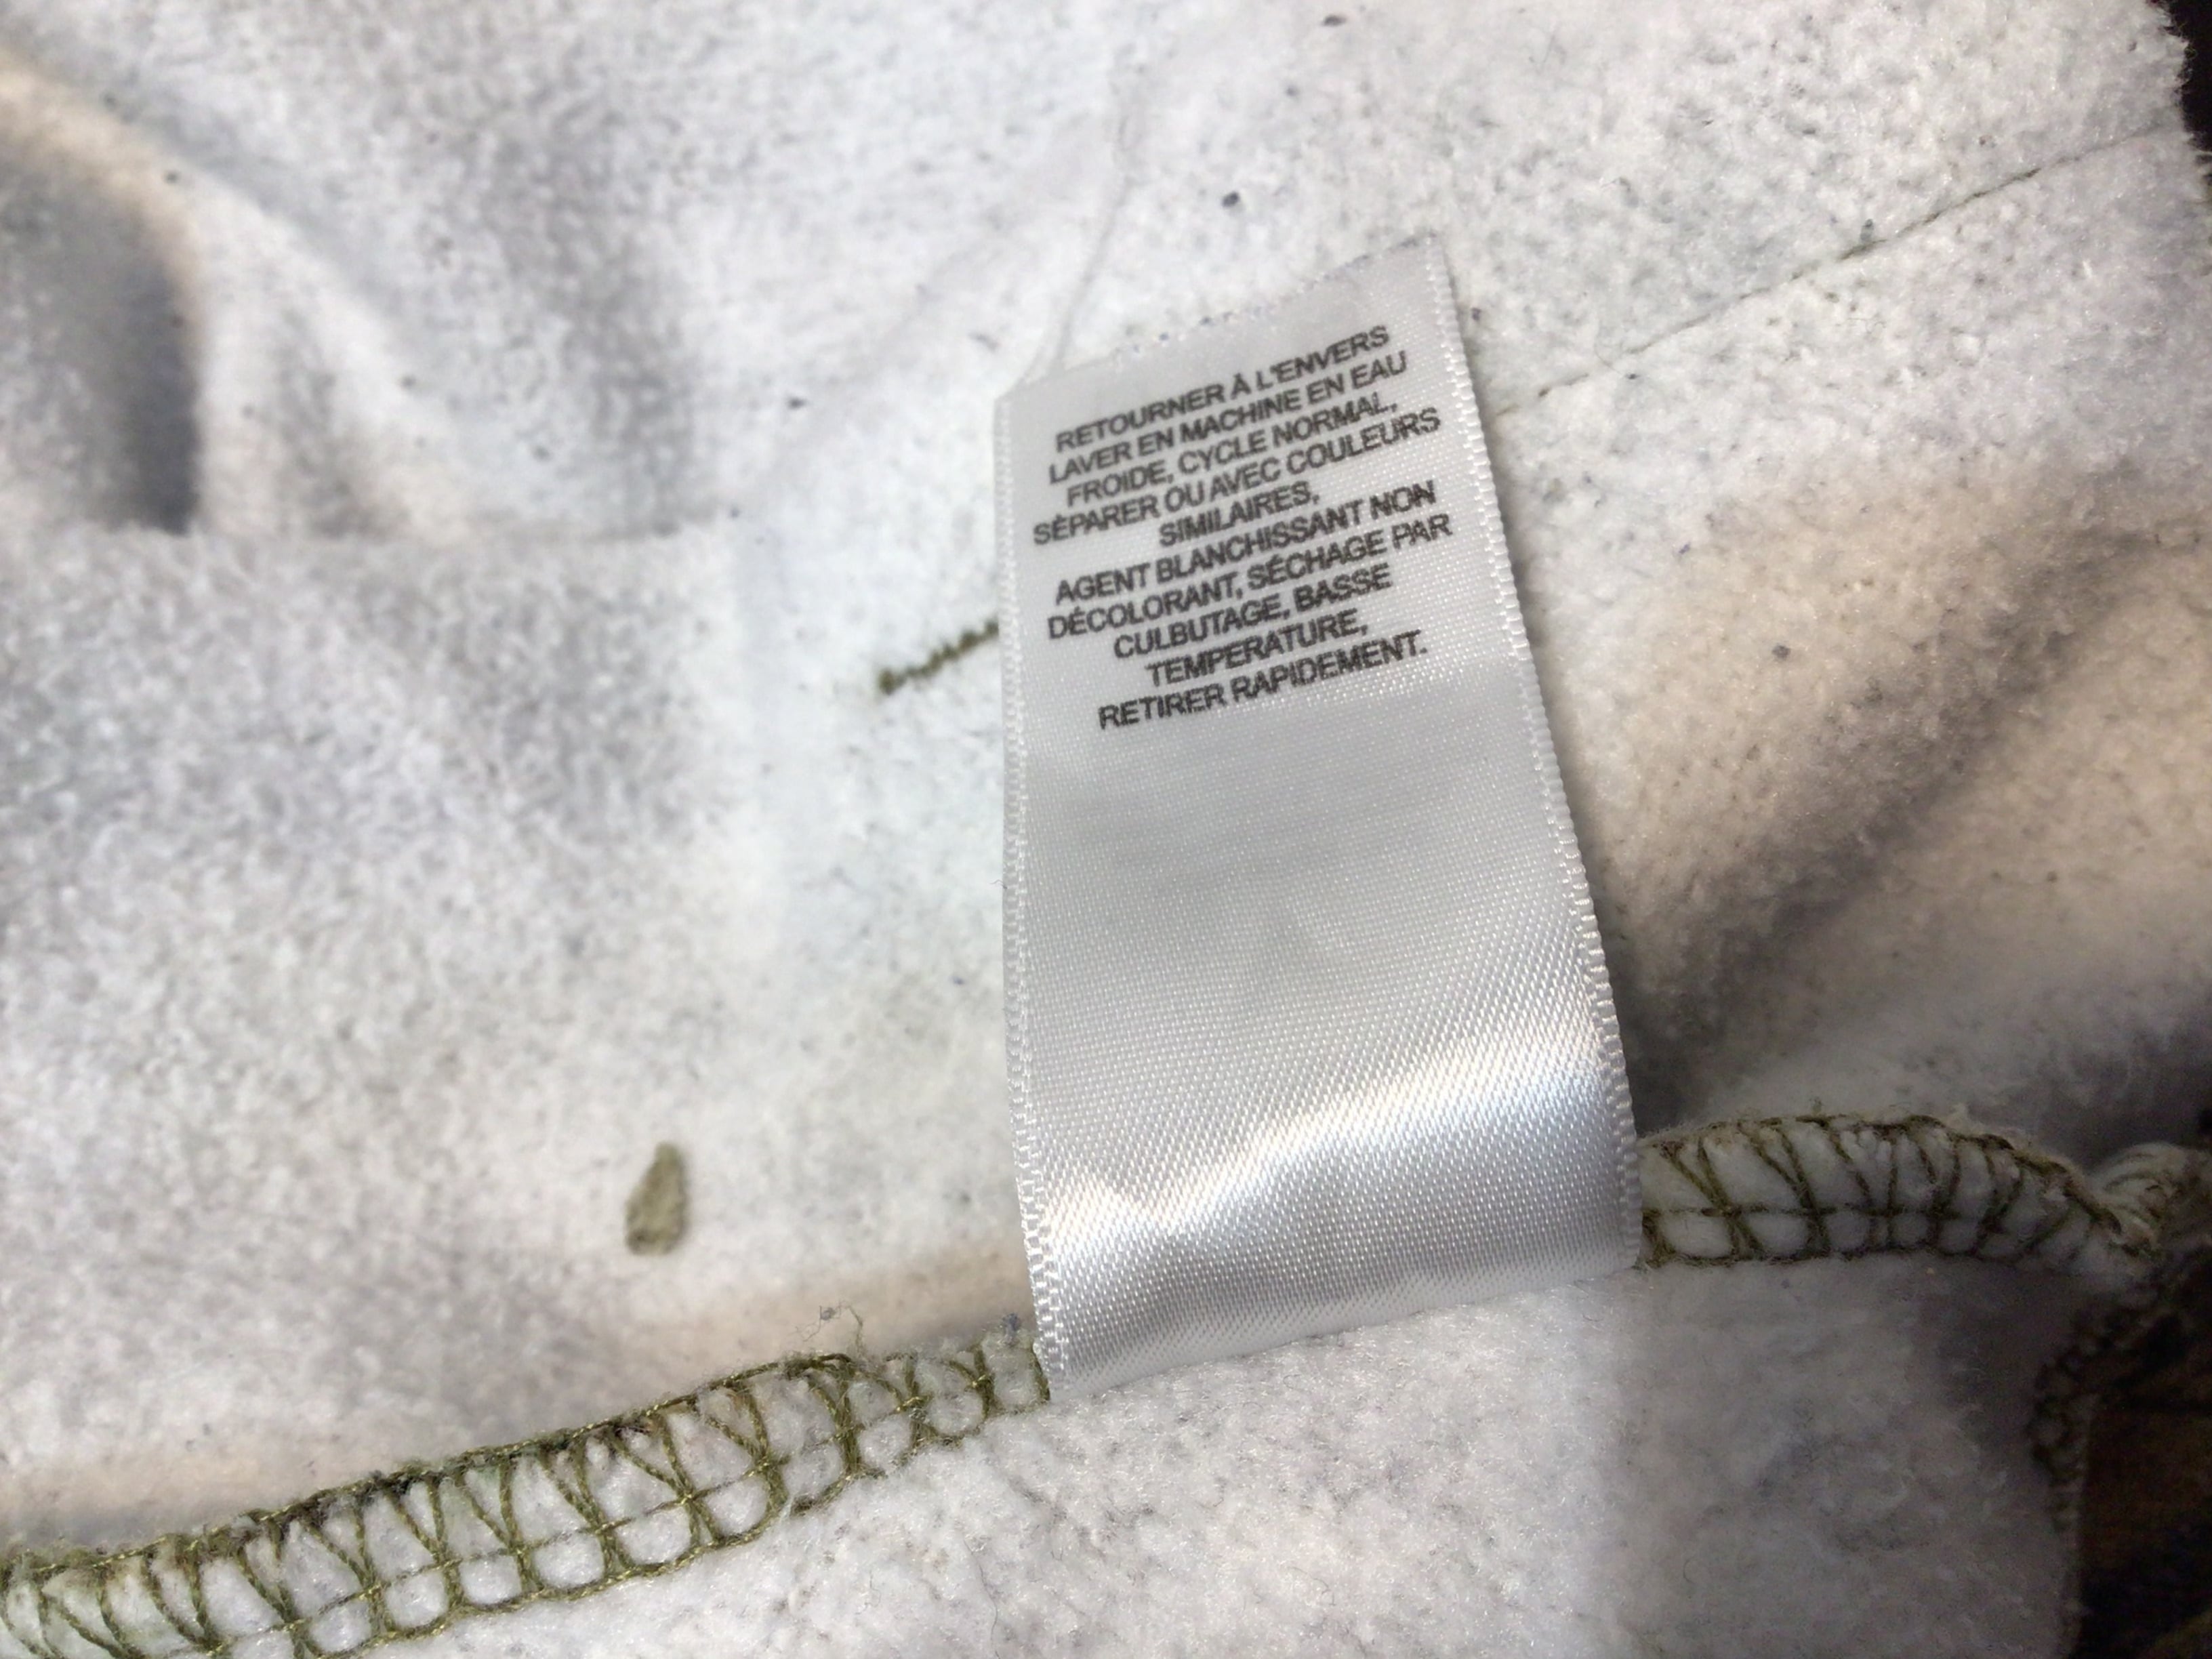 RETOURNER À L'ENVERS
LAVER EN MACHINE EN EAU
FROIDE, CYCLE NORMAL,
SÉPARER OU AVEC COULEURS
SIMILAIRES,
AGENT BLANCHISSANT NON
DÉCOLORANT, SÉCHAGE PAR
CULBUTAGE, BASSE
TEMPERATURE,
RETIRER RAPIDEMENT.